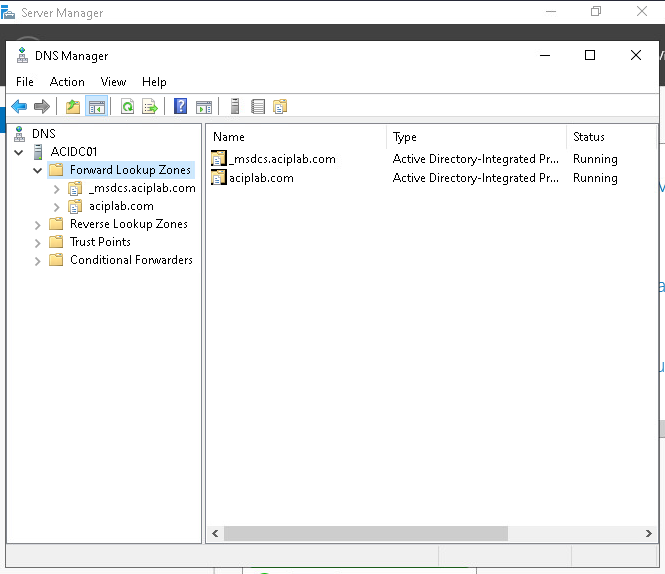 Server Manager
DNS Manager
File Action View Help
DNS
ACIDC01
Forward Lookup Zones
_msdcs.aciplab.com
aciplab.com
Reverse Lookup Zones
Trust Points
Conditional Forwarders
Name Type Status
_msdcs.aciplab.com Active Directory-Integrated Pr... Running
aciplab.com Active Directory-Integrated Pr... Running